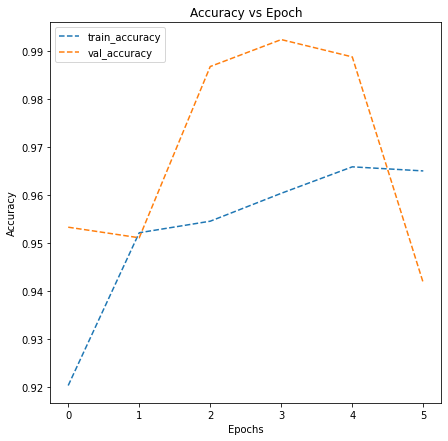 Accuracy vs Epoch
train_accuracy
val_accuracy
0.99
0.98
0.97
0.96
0.95
0.94
0.93
0.92
Accuracy
0 1 2 3 4 5
Epochs